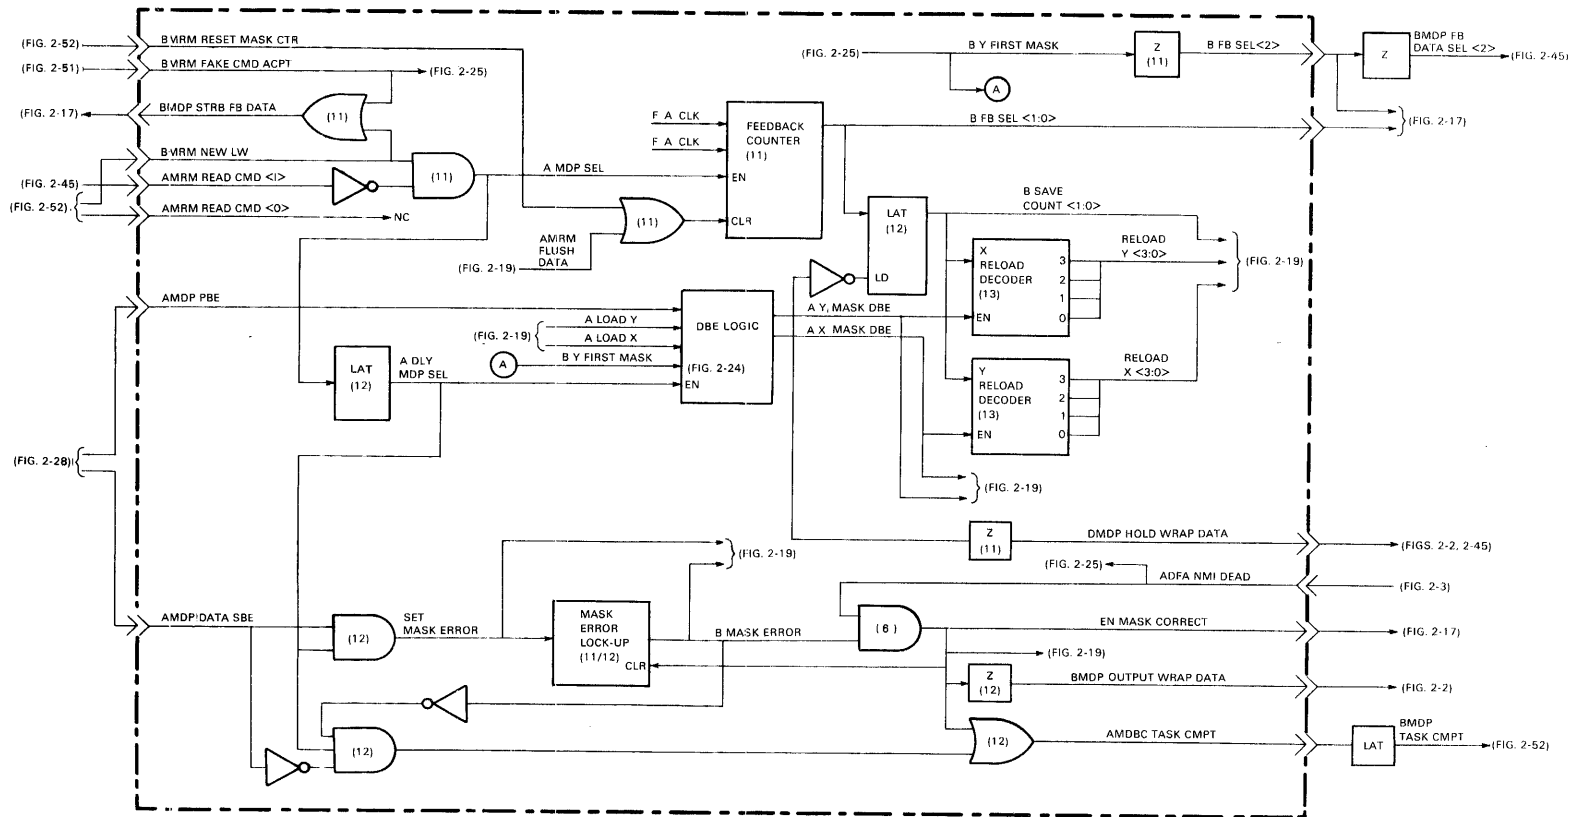 (FIG. 2-52)
BMRM RESET MASK CTR
(FIG. 2-51)
BMRM FAKE CMD ACPT
(FIG. 2-25)
(FIG. 2-17)
BMDP STRB FB DATA
(11)
BMRM NEW LW
(FIG. 2-45)
AMRM READ CMD <I>
(FIG. 2-52)
AMRM READ CMD <0>
NC
(11)
A MDP SEL
F A CLK
F A CLK
FEEDBACK
COUNTER
(11)
EN
CLR
(11)
AMRM
FLUSH
DATA
(FIG. 2-19)
(FIG. 2-25)
B Y FIRST MASK
A
Z
(11)
B FB SEL<2>
Z
BMDP FB
DATA SEL <2>
(FIG. 2-45)
B FB SEL <1:0>
(FIG. 2-17)
LAT
(12)
LD
B SAVE
COUNT <1:0>
X
RELOAD
DECODER
(13)
EN
3
2
1
0
RELOAD
Y <3:0>
(FIG. 2-19)
Y
RELOAD
DECODER
(13)
EN
3
2
1
0
RELOAD
X <3:0>
AMDP PBE
A LOAD Y
(FIG. 2-19)
A LOAD X
A
B Y FIRST MASK
DBE LOGIC
(FIG. 2-24)
EN
A Y, MASK DBE
A X MASK DBE
(FIG. 2-19)
LAT
(12)
A DLY
MDP SEL
(FIG. 2-28)
Z
(11)
DMDP HOLD WRAP DATA
(FIGS. 2-2, 2-45)
(FIG. 2-19)
(FIG. 2-25)
ADFA NMI DEAD
(FIG. 2-3)
AMDP DATA SBE
(12)
SET
MASK ERROR
MASK
ERROR
LOCK-UP
(11/12)
CLR
B MASK ERROR
(6)
EN MASK CORRECT
(FIG. 2-17)
(FIG. 2-19)
Z
(12)
BMDP OUTPUT WRAP DATA
(FIG. 2-2)
(12)
(12)
AMDBC TASK CMPT
LAT
BMDP
TASK CMPT
(FIG. 2-52)